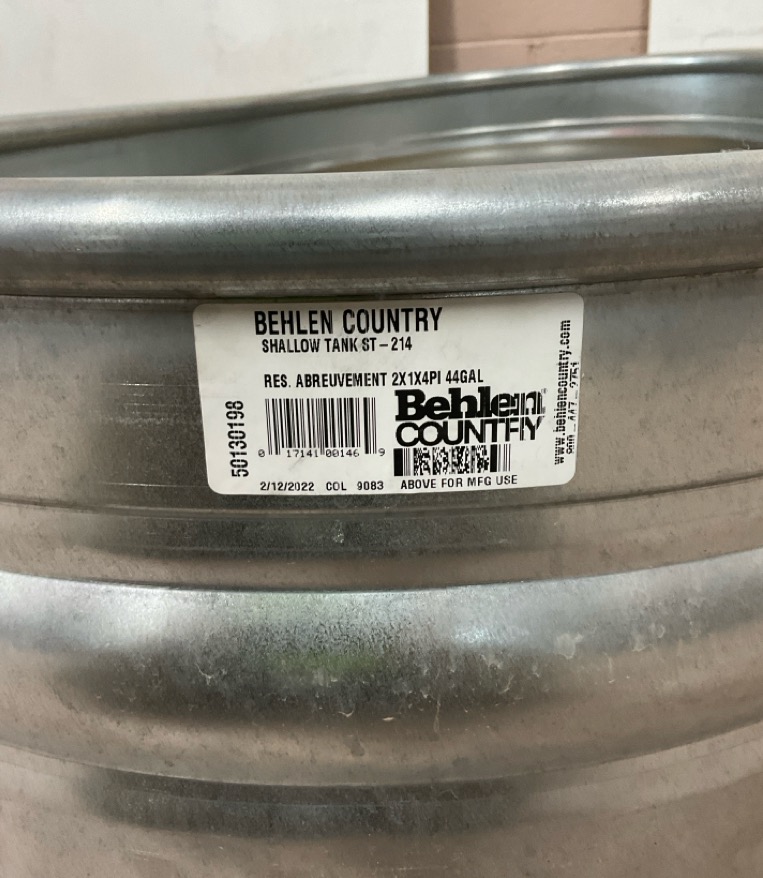 BEHLEN COUNTRY
SHALLOW TANK ST-214
RES. ABREUVEMENT 2X1X4PI 44GAL
50130198
0 17141 00146 9
Behlen
COUNTRY
2/12/2022 COL 9083
ABOVE FOR MFG USE
www.behlencountry.com